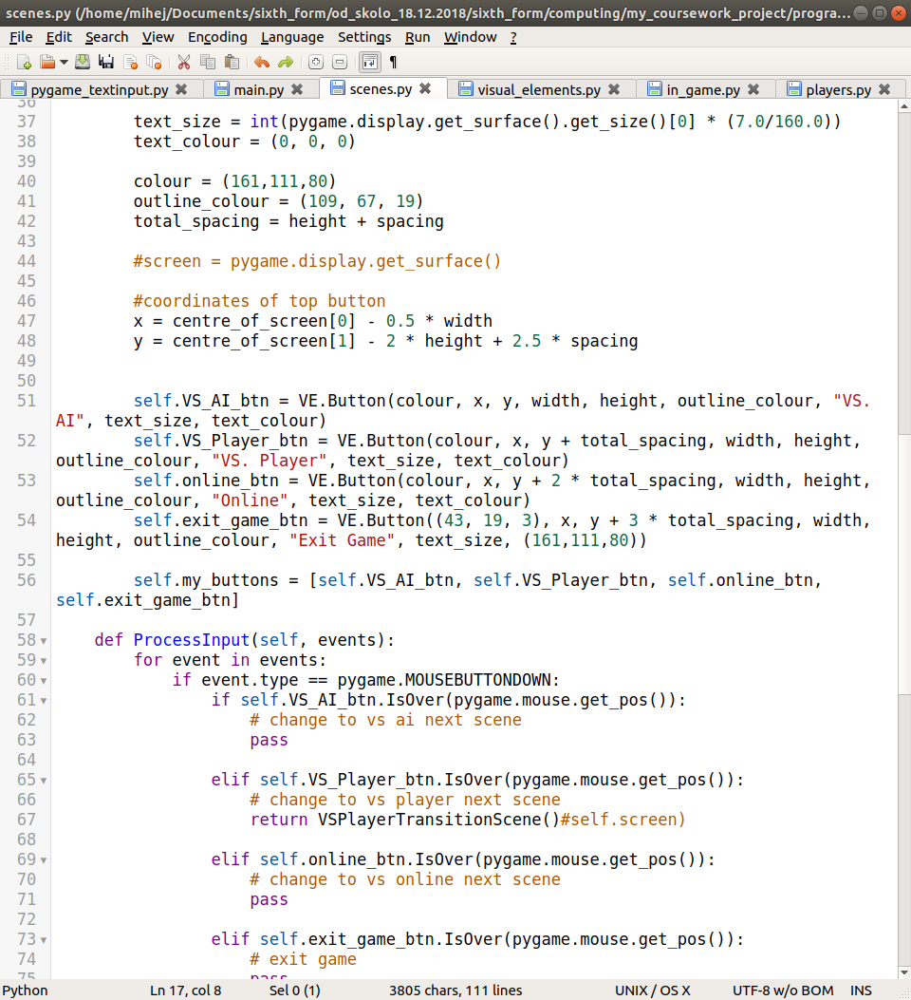 scenes.py (/home/mihej/Documents/sixth_form/od_skolo_18.12.2018/sixth_form/computing/my_coursework_project/progra...
File Edit Search View Encoding Language Settings Run Window ?
pygame_textinput.py main.py scenes.py visual_elements.py in_game.py players.py
36
37 text_size = int(pygame.display.get_surface().get_size()[0] * (7.0/160.0))
38 text_colour = (0, 0, 0)
39
40 colour = (161,111,80)
41 outline_colour = (109, 67, 19)
42 total_spacing = height + spacing
43
44 #screen = pygame.display.get_surface()
45
46 #coordinates of top button
47 x = centre_of_screen[0] - 0.5 * width
48 y = centre_of_screen[1] - 2 * height + 2.5 * spacing
49
50
51 self.VS_AI_btn = VE.Button(colour, x, y, width, height, outline_colour, "VS.
AI", text_size, text_colour)
52 self.VS_Player_btn = VE.Button(colour, x, y + total_spacing, width, height,
outline_colour, "VS. Player", text_size, text_colour)
53 self.online_btn = VE.Button(colour, x, y + 2 * total_spacing, width, height,
outline_colour, "Online", text_size, text_colour)
54 self.exit_game_btn = VE.Button((43, 19, 3), x, y + 3 * total_spacing, width,
height, outline_colour, "Exit Game", text_size, (161,111,80))
55
56 self.my_buttons = [self.VS_AI_btn, self.VS_Player_btn, self.online_btn,
self.exit_game_btn]
57
58 def ProcessInput(self, events):
59 for event in events:
60 if event.type == pygame.MOUSEBUTTONDOWN:
61 if self.VS_AI_btn.IsOver(pygame.mouse.get_pos()):
62 # change to vs ai next scene
63 pass
64
65 elif self.VS_Player_btn.IsOver(pygame.mouse.get_pos()):
66 # change to vs player next scene
67 return VSPlayerTransitionScene()#self.screen)
68
69 elif self.online_btn.IsOver(pygame.mouse.get_pos()):
70 # change to vs online next scene
71 pass
72
73 elif self.exit_game_btn.IsOver(pygame.mouse.get_pos()):
74 # exit game
75 pass
Python Ln 17, col 8 Sel 0 (1) 3805 chars, 111 lines UNIX / OS X UTF-8 w/o BOM INS